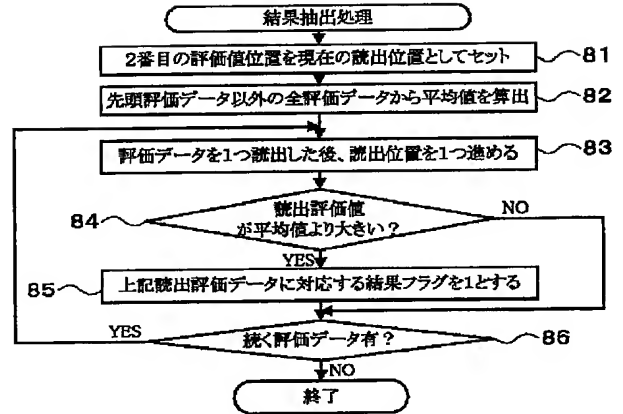 結果抽出処理
2番目の評価値位置を現在の読出位置としてセット
81
先頭評価データ以外の全評価データから平均値を算出
82
評価データを1つ読出した後、読出位置を1つ進める
83
読出評価値
が平均値より大きい?
84
NO
YES
上記読出評価データに対応する結果フラグを1とする
85
YES
続く評価データ有?
86
NO
終了